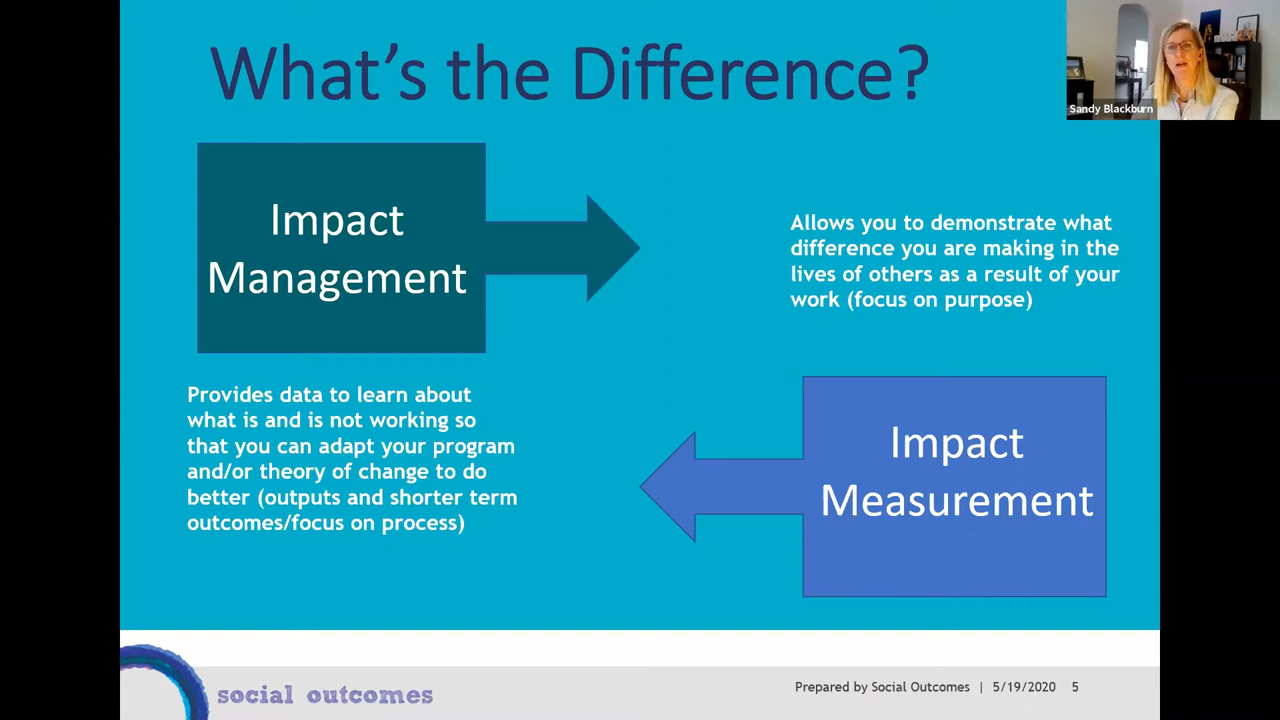 What's the Difference?
Sandy Blackburn
Impact
Management
Allows you to demonstrate what
difference you are making in the
lives of others as a result of your
work (focus on purpose)
Provides data to learn about
what is and is not working so
that you can adapt your program
and/or theory of change to do
better (outputs and shorter term
outcomes/focus on process)
Impact
Measurement
social outcomes
Prepared by Social Outcomes | 5/19/2020 5